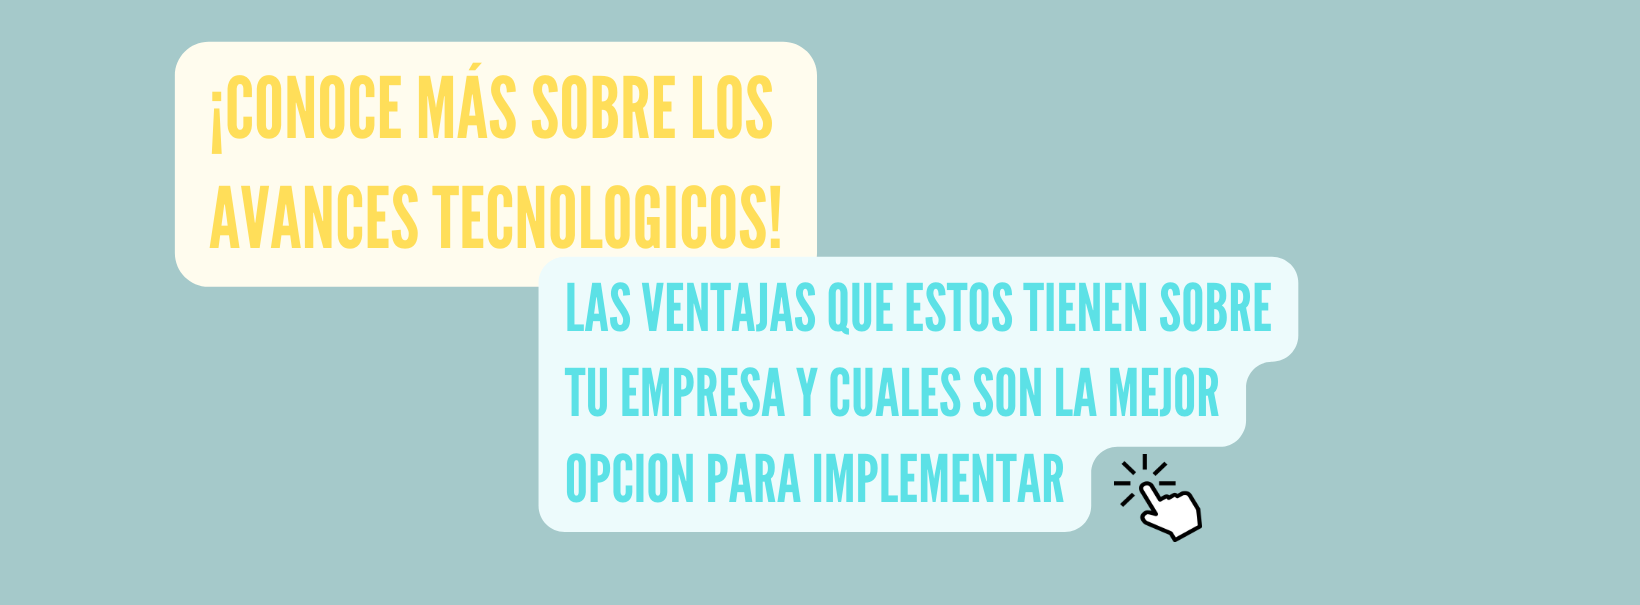 ¡CONOCE MÁS SOBRE LOS
AVANCES TECNOLOGICOS!
LAS VENTAJAS QUE ESTOS TIENEN SOBRE
TU EMPRESA Y CUALES SON LA MEJOR
OPCION PARA IMPLEMENTAR